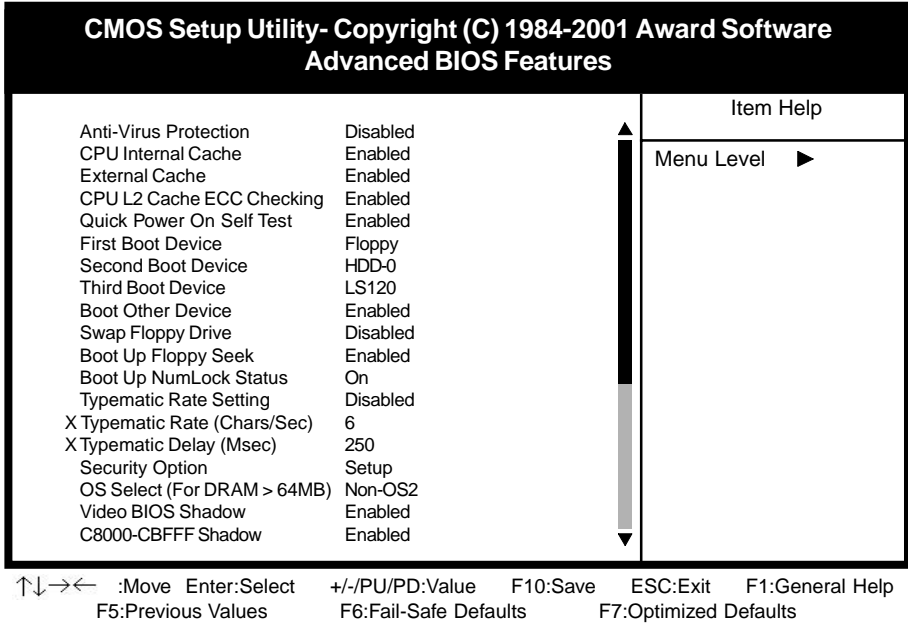 CMOS Setup Utility- Copyright (C) 1984-2001 Award Software
Advanced BIOS Features
Item Help
Menu Level ►
Anti-Virus Protection Disabled
CPU Internal Cache Enabled
External Cache Enabled
CPU L2 Cache ECC Checking Enabled
Quick Power On Self Test Enabled
First Boot Device Floppy
Second Boot Device HDD-0
Third Boot Device LS120
Boot Other Device Enabled
Swap Floppy Drive Disabled
Boot Up Floppy Seek Enabled
Boot Up NumLock Status On
Typematic Rate Setting Disabled
X Typematic Rate (Chars/Sec) 6
X Typematic Delay (Msec) 250
Security Option Setup
OS Select (For DRAM > 64MB) Non-OS2
Video BIOS Shadow Enabled
C8000-CBFFF Shadow Enabled
↑↓→← :Move Enter:Select +/-/PU/PD:Value F10:Save ESC:Exit F1:General Help
F5:Previous Values F6:Fail-Safe Defaults F7:Optimized Defaults